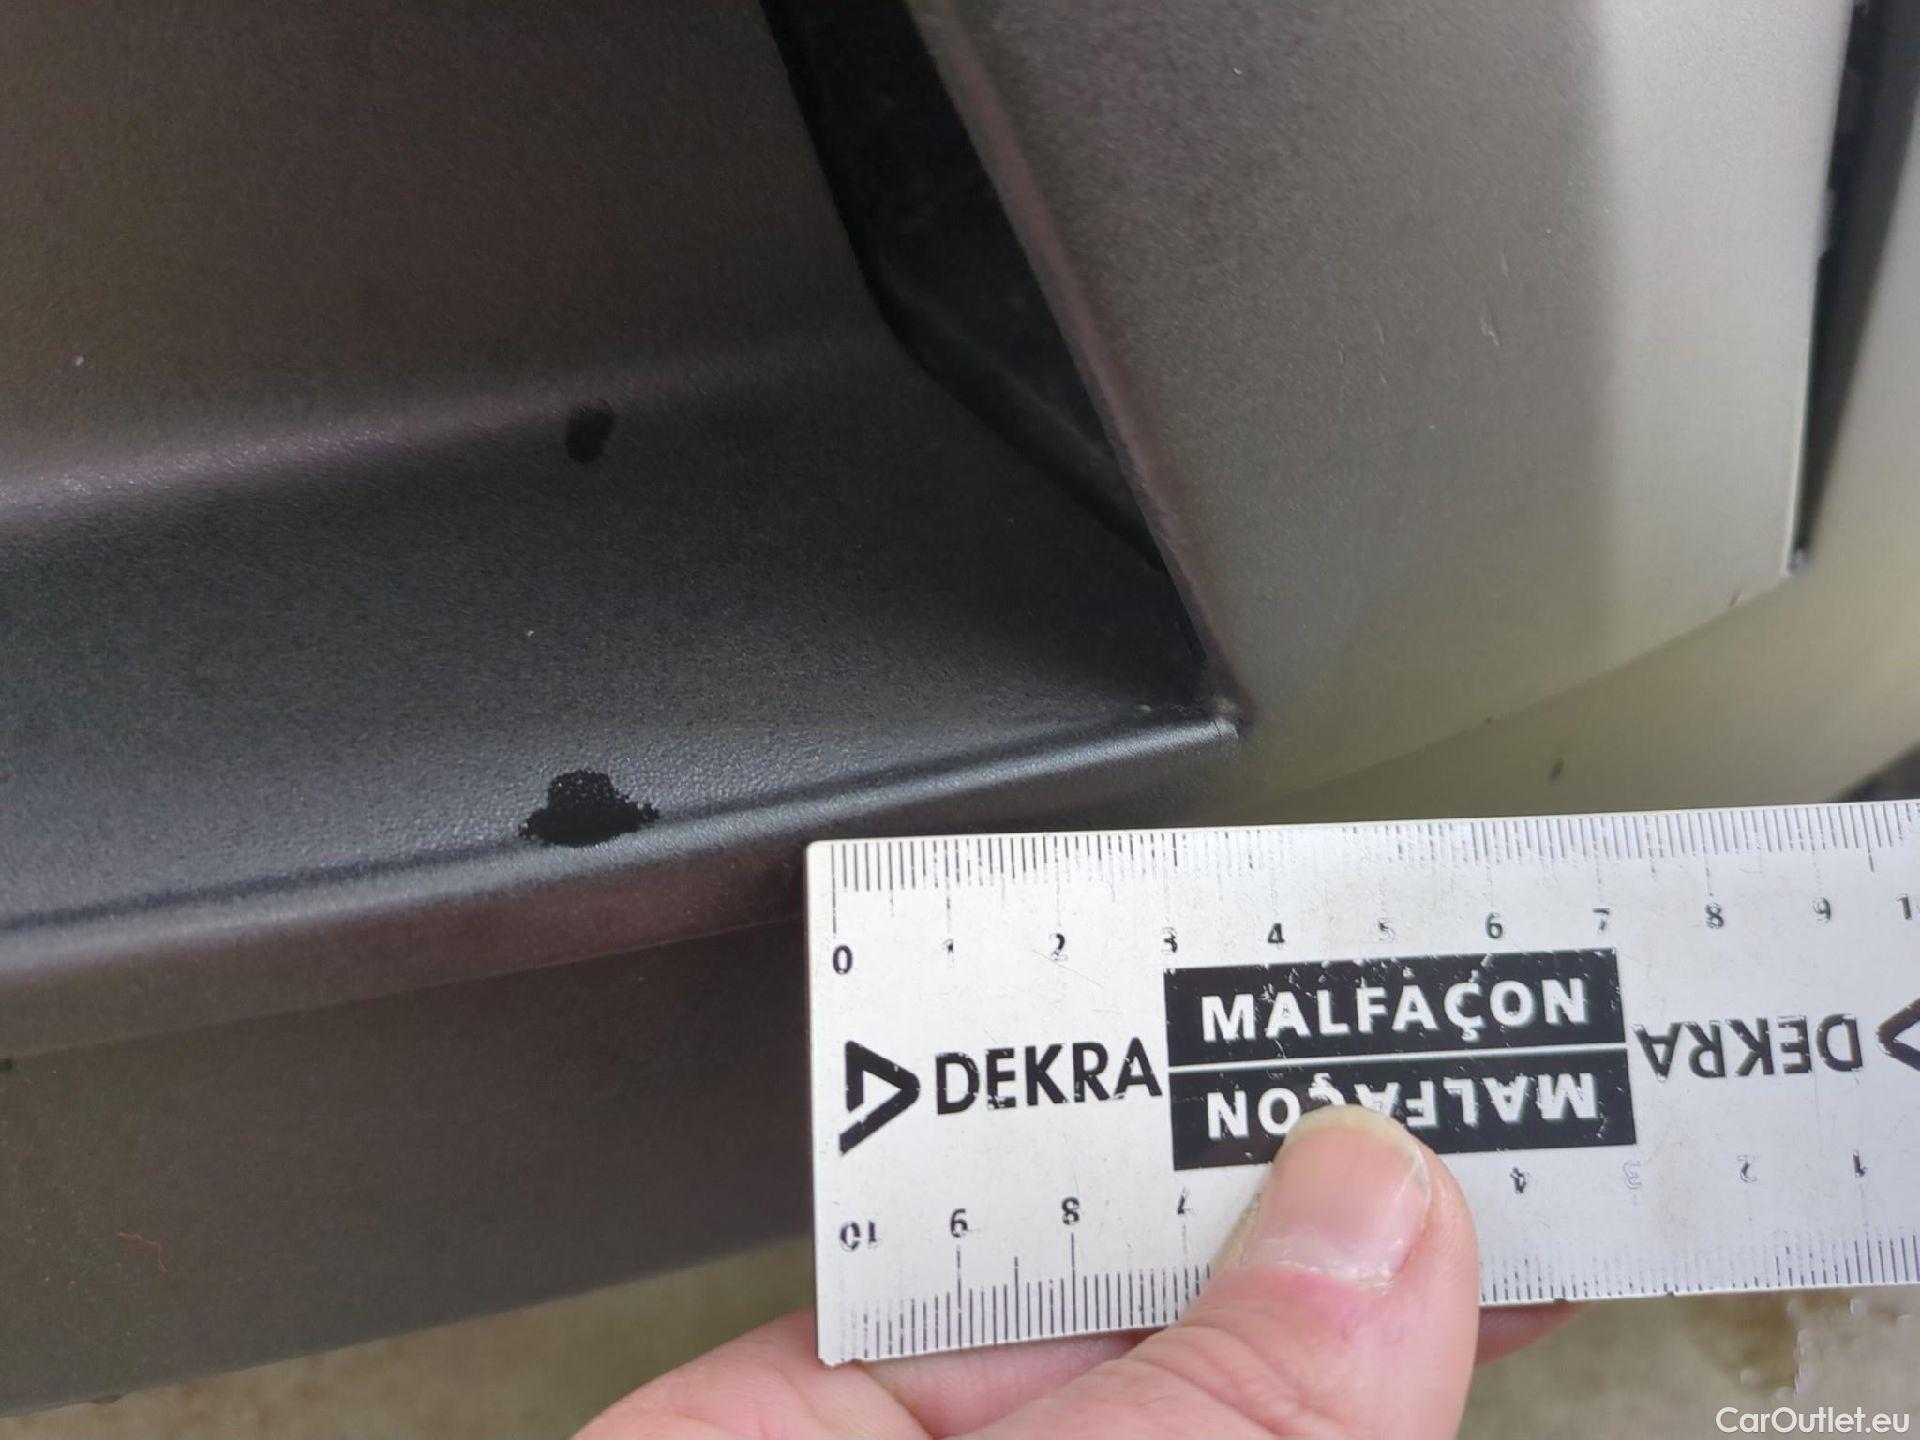 0 1 2 3 4 5 6 7 8 9
DEKRA MALFAÇON DEKRA
MALFAÇON
10 9 8 7 4 3 2 1
CarOutlet.eu